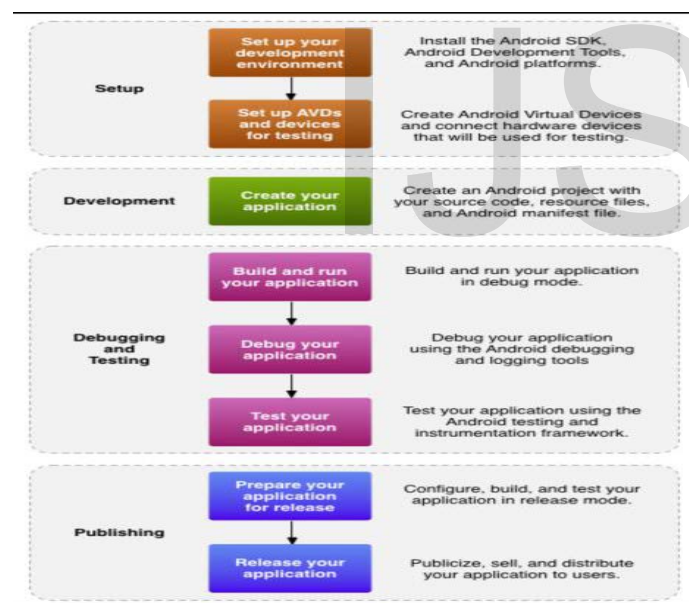 Set up your
development
environment
Install the Android SDK,
Android Development Tools,
and Android platforms.
Setup
Set up AVDs
and devices
for testing
Create Android Virtual Devices
and connect hardware devices
that will be used for testing.
Development
Create your
application
Create an Android project with
your source code, resource files,
and Android manifest file.
Build and run
your application
Build and run your application
in debug mode.
Debugging
and
Testing
Debug your
application
Debug your application
using the Android debugging
and logging tools
Test your
application
Test your application using the
Android testing and
instrumentation framework.
Prepare your
application
for release
Configure, build, and test your
application in release mode.
Publishing
Release your
application
Publicize, sell, and distribute
your application to users.
IJS